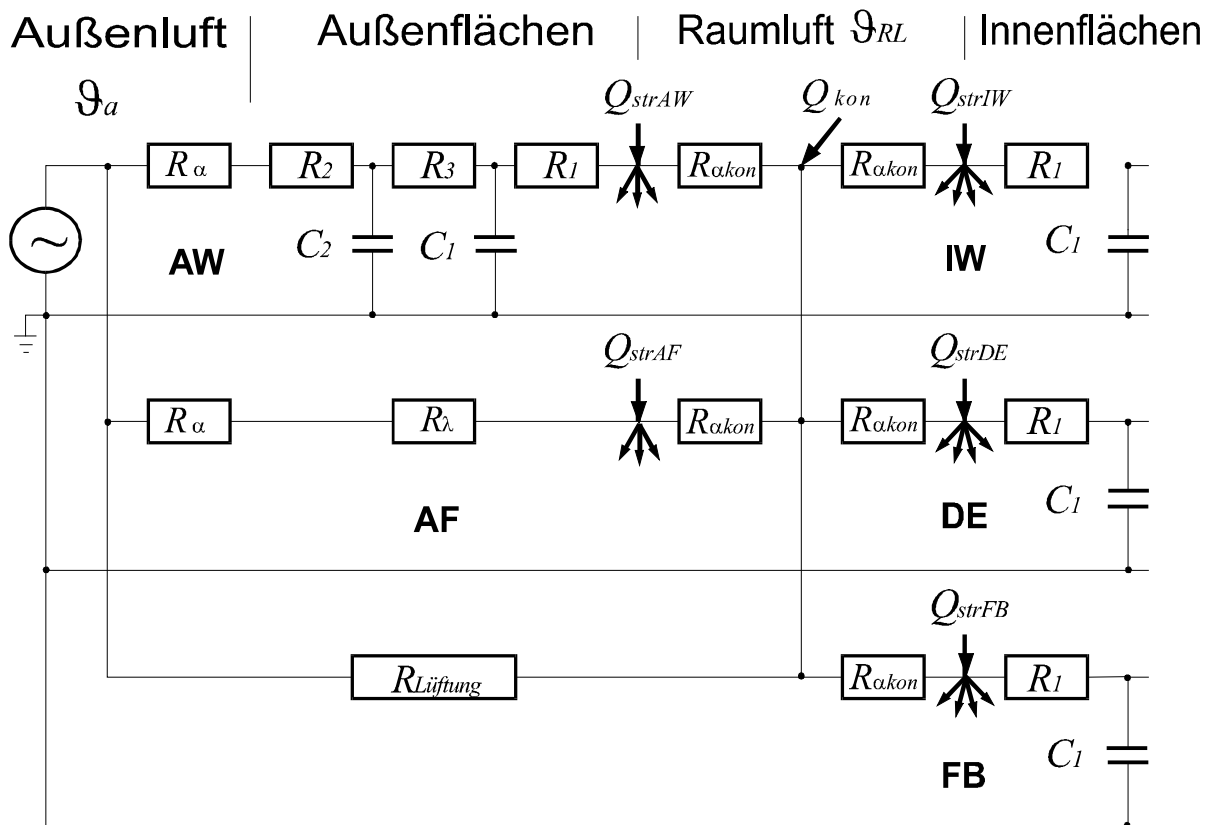 Außenluft Außenflächen Raumluft ϑRL Innenflächen
ϑa
QstrAW Qkon QstrIW
Rα R2 R3 R1 Rαkon Rαkon R1
~
C2 C1 C1
AW IW
QstrAF QstrDE
Rα Rλ Rαkon Rαkon R1
C1
AF DE
QstrFB
RLüftung Rαkon R1
C1
FB